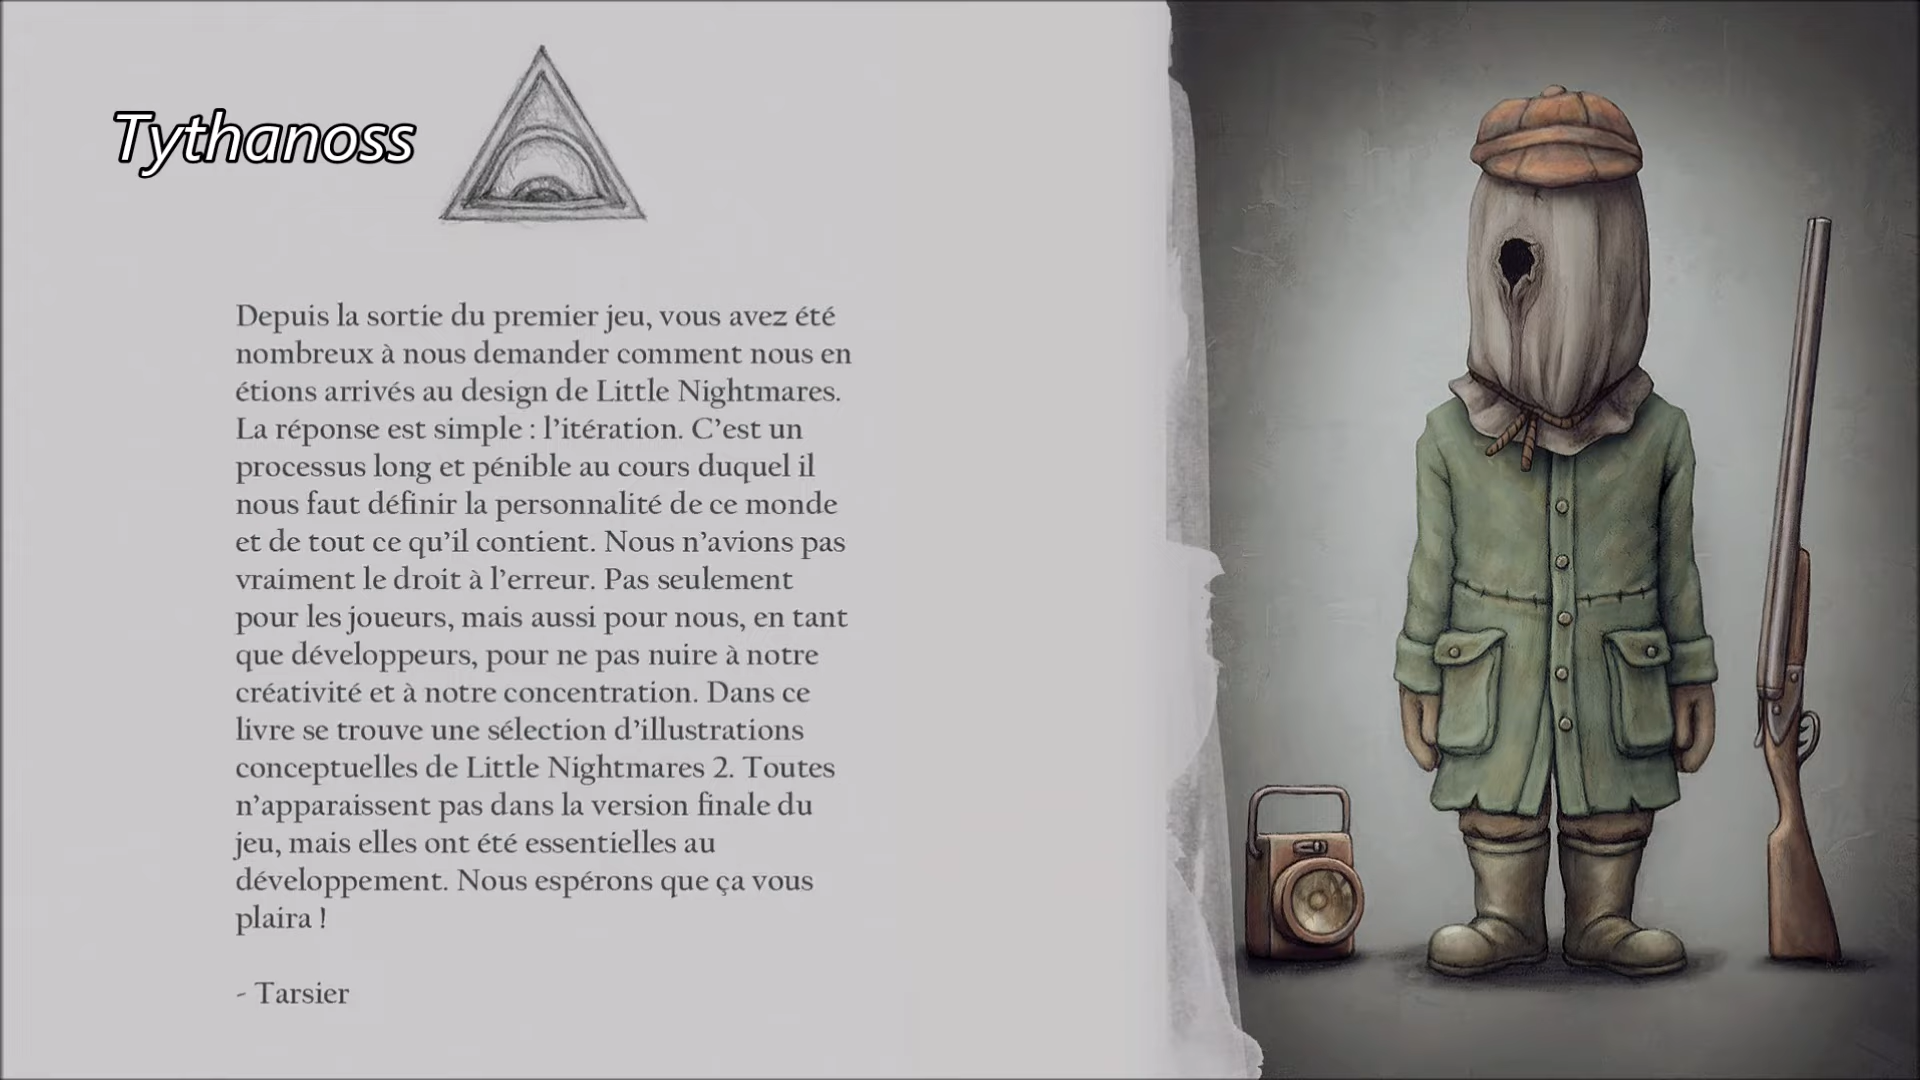 Tythanoss
Depuis la sortie du premier jeu, vous avez été
nombreux à nous demander comment nous en
étions arrivés au design de Little Nightmares.
La réponse est simple : l’itération. C’est un
processus long et pénible au cours duquel il
nous faut définir la personnalité de ce monde
et de tout ce qu’il contient. Nous n’avions pas
vraiment le droit à l’erreur. Pas seulement
pour les joueurs, mais aussi pour nous, en tant
que développeurs, pour ne pas nuire à notre
créativité et à notre concentration. Dans ce
livre se trouve une sélection d’illustrations
conceptuelles de Little Nightmares 2. Toutes
n’apparaissent pas dans la version finale du
jeu, mais elles ont été essentielles au
développement. Nous espérons que ça vous
plaira !
- Tarsier